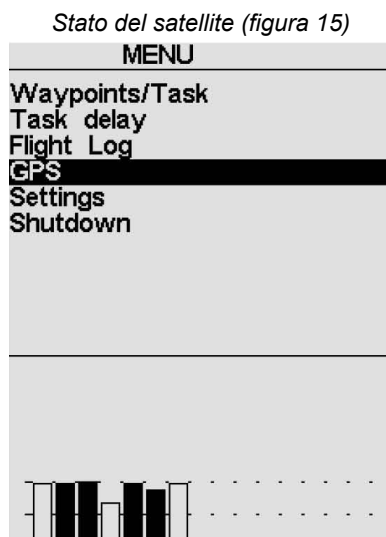 Stato del satellite (figura 15)
MENU
Waypoints/Task
Task delay
Flight Log
GPS
Settings
Shutdown